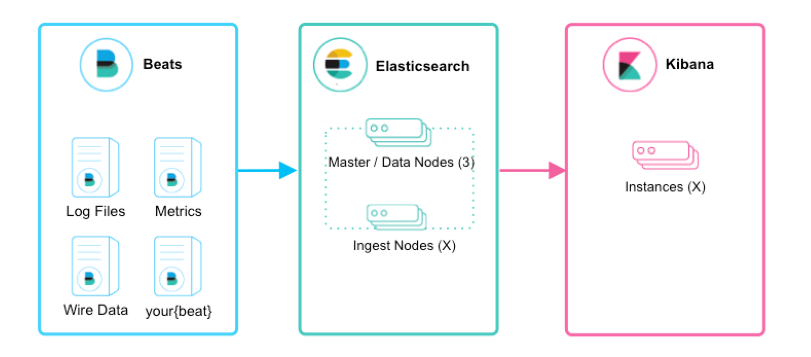 Beats
Log Files
Metrics
Wire Data
your{beat}
Elasticsearch
Master / Data Nodes (3)
Ingest Nodes (X)
Kibana
Instances (X)